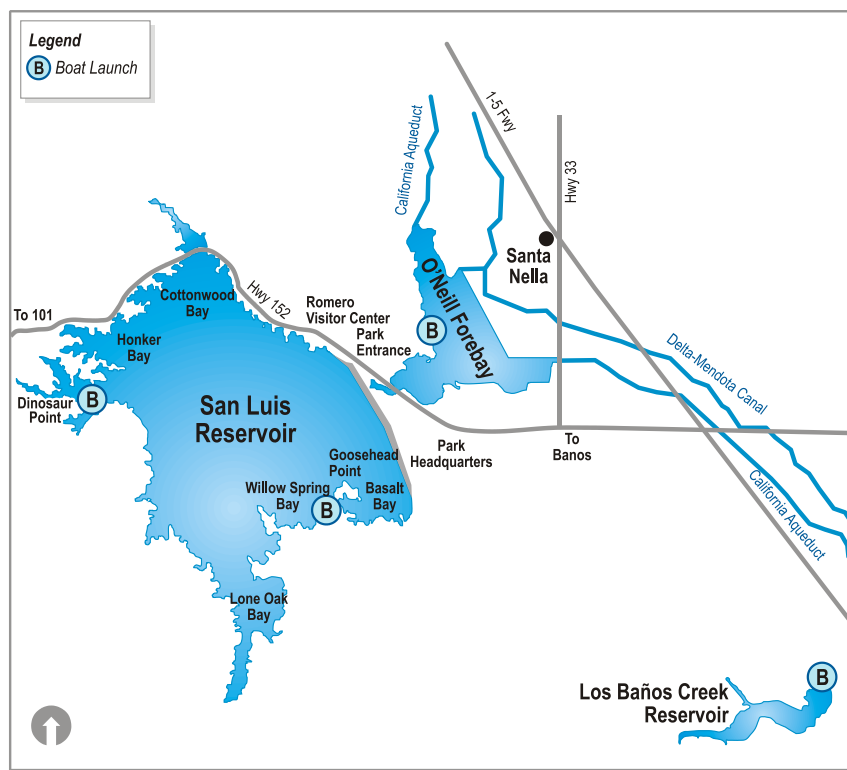 Legend
B Boat Launch
1-5 Fwy
California Aqueduct
Hwy 33
Santa
Nella
O'Neill Forebay
B
Cottonwood
Bay
Hwy 152
Romero
Visitor Center
Park
Entrance
To 101
Honker
Bay
Dinosaur
Point
B
San Luis
Reservoir
Delta-Mendota Canal
Goosehead
Point
Park
Headquarters
To
Banos
Willow Spring
Bay
B
Basalt
Bay
California Aqueduct
Lone Oak
Bay
Los Baños Creek
Reservoir
B